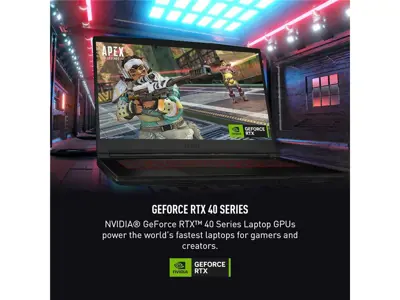 APEX
GEFORCE
RTX
GEFORCE RTX 40 SERIES
NVIDIA® GeForce RTX™ 40 Series Laptop GPUs
power the world's fastest laptops for gamers and
creators.
NVIDIA
GEFORCE
RTX